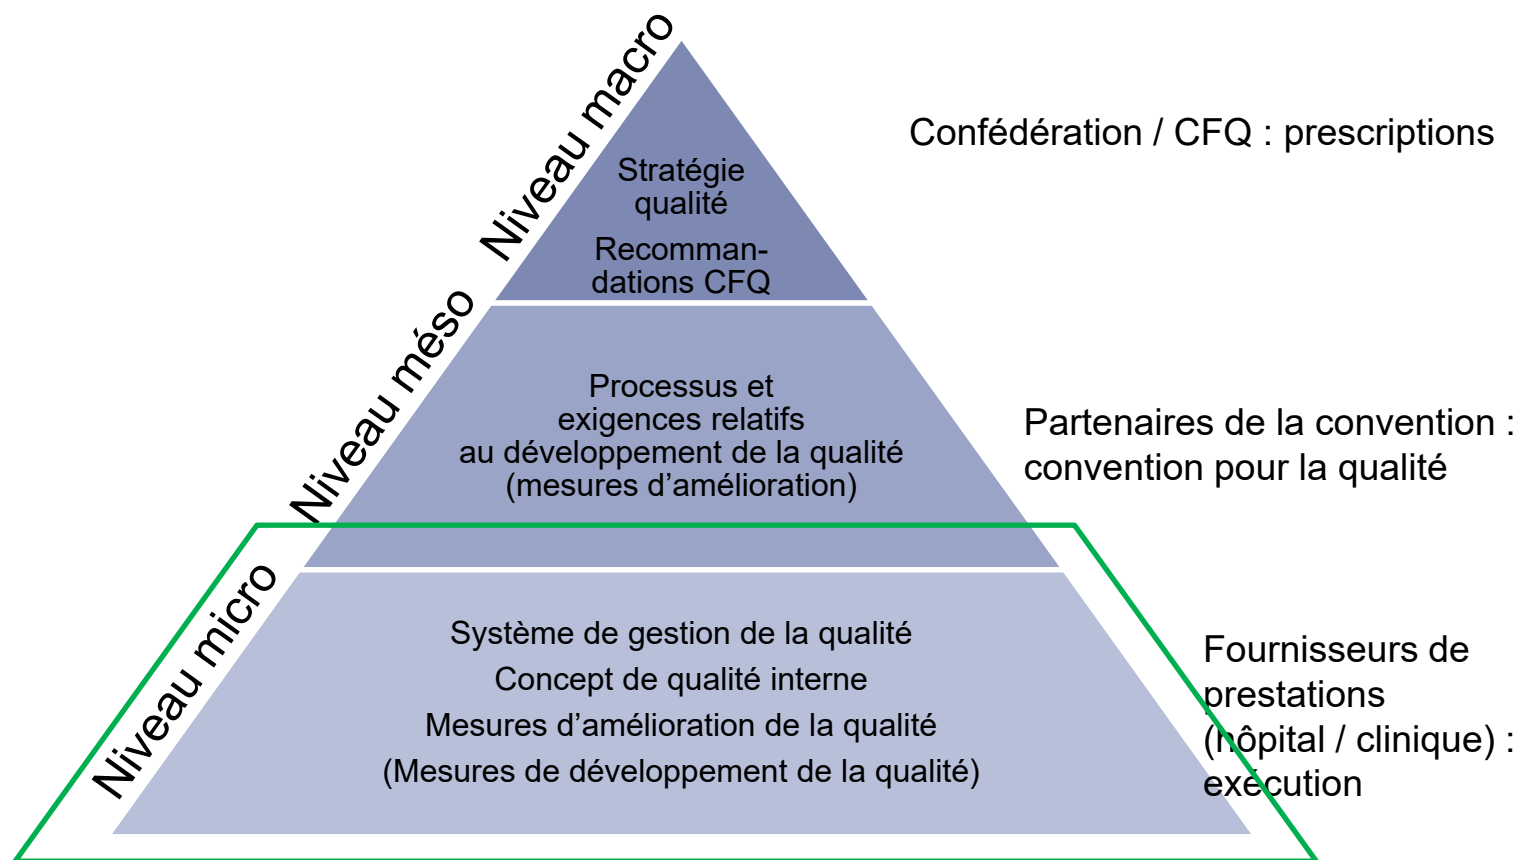 Niveau macro
Confédération / CFQ : prescriptions
Stratégie
qualité
Recomman-
dations CFQ
Niveau méso
Processus et
exigences relatifs
au développement de la qualité
(mesures d’amélioration)
Partenaires de la convention :
convention pour la qualité
Niveau micro
Système de gestion de la qualité
Concept de qualité interne
Mesures d’amélioration de la qualité
(Mesures de développement de la qualité)
Fournisseurs de
prestations
(hôpital / clinique) :
exécution